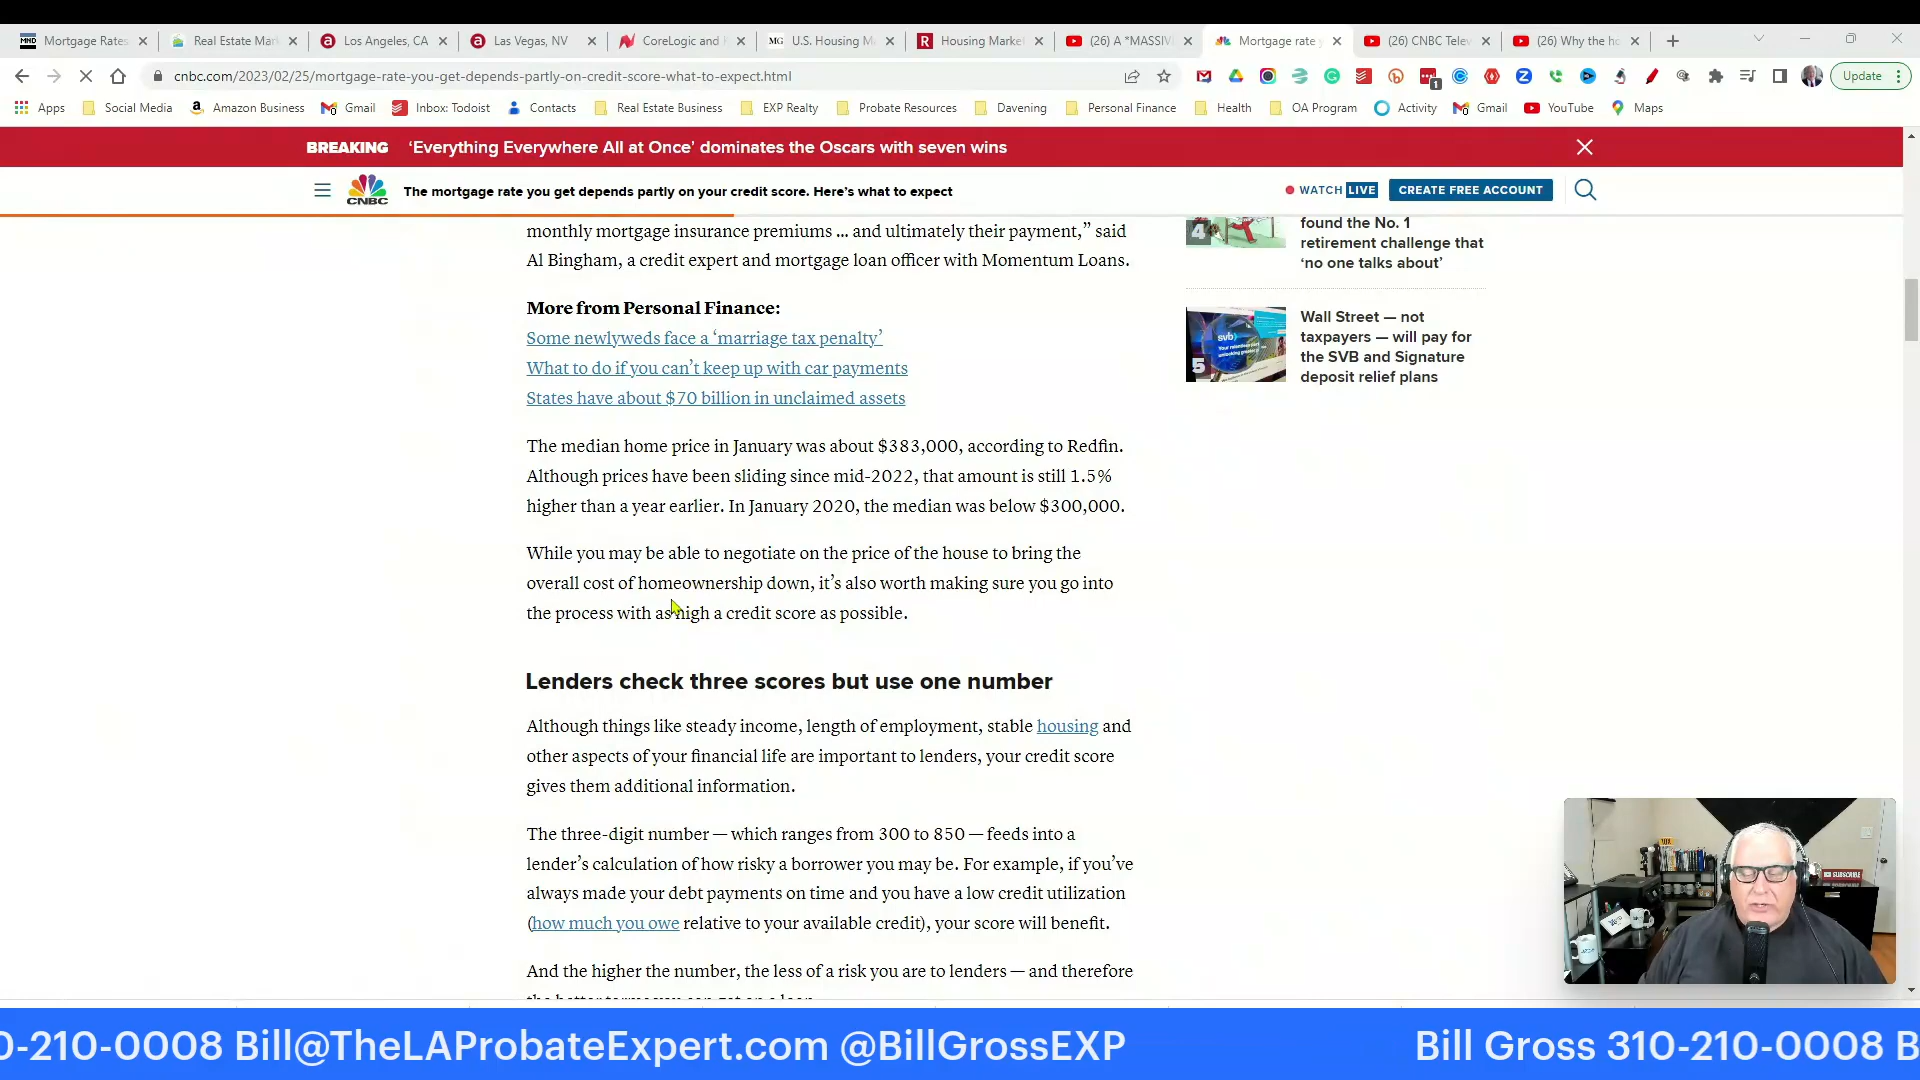 Mortgage Rates
Real Estate Mar
Los Angeles, CA
Las Vegas, NV
CoreLogic and
U.S. Housing M
Housing Marke
(26) A *MASSIV
Mortgage rate y
(26) CNBC Telev
(26) Why the ho
cnbc.com/2023/02/25/mortgage-rate-you-get-depends-partly-on-credit-score-what-to-expect.html
Update
Apps
Social Media
Amazon Business
Gmail
Inbox: Todoist
Contacts
Real Estate Business
EXP Realty
Probate Resources
Davening
Personal Finance
Health
OA Program
Activity
Gmail
YouTube
Maps
BREAKING ‘Everything Everywhere All at Once’ dominates the Oscars with seven wins
CNBC
The mortgage rate you get depends partly on your credit score. Here’s what to expect
WATCH LIVE
CREATE FREE ACCOUNT
monthly mortgage insurance premiums ... and ultimately their payment,” said
Al Bingham, a credit expert and mortgage loan officer with Momentum Loans.
More from Personal Finance:
Some newlyweds face a ‘marriage tax penalty’
What to do if you can’t keep up with car payments
States have about $70 billion in unclaimed assets
The median home price in January was about $383,000, according to Redfin.
Although prices have been sliding since mid-2022, that amount is still 1.5%
higher than a year earlier. In January 2020, the median was below $300,000.
While you may be able to negotiate on the price of the house to bring the
overall cost of homeownership down, it’s also worth making sure you go into
the process with as high a credit score as possible.
Lenders check three scores but use one number
Although things like steady income, length of employment, stable housing and
other aspects of your financial life are important to lenders, your credit score
gives them additional information.
The three-digit number — which ranges from 300 to 850 — feeds into a
lender’s calculation of how risky a borrower you may be. For example, if you’ve
always made your debt payments on time and you have a low credit utilization
(how much you owe relative to your available credit), your score will benefit.
And the higher the number, the less of a risk you are to lenders — and therefore
4
found the No. 1
retirement challenge that
‘no one talks about’
svb
5
Wall Street — not
taxpayers — will pay for
the SVB and Signature
deposit relief plans
SUBSCRIBE
0-210-0008 Bill@TheLAProbateExpert.com @BillGrossEXP
Bill Gross 310-210-0008 B